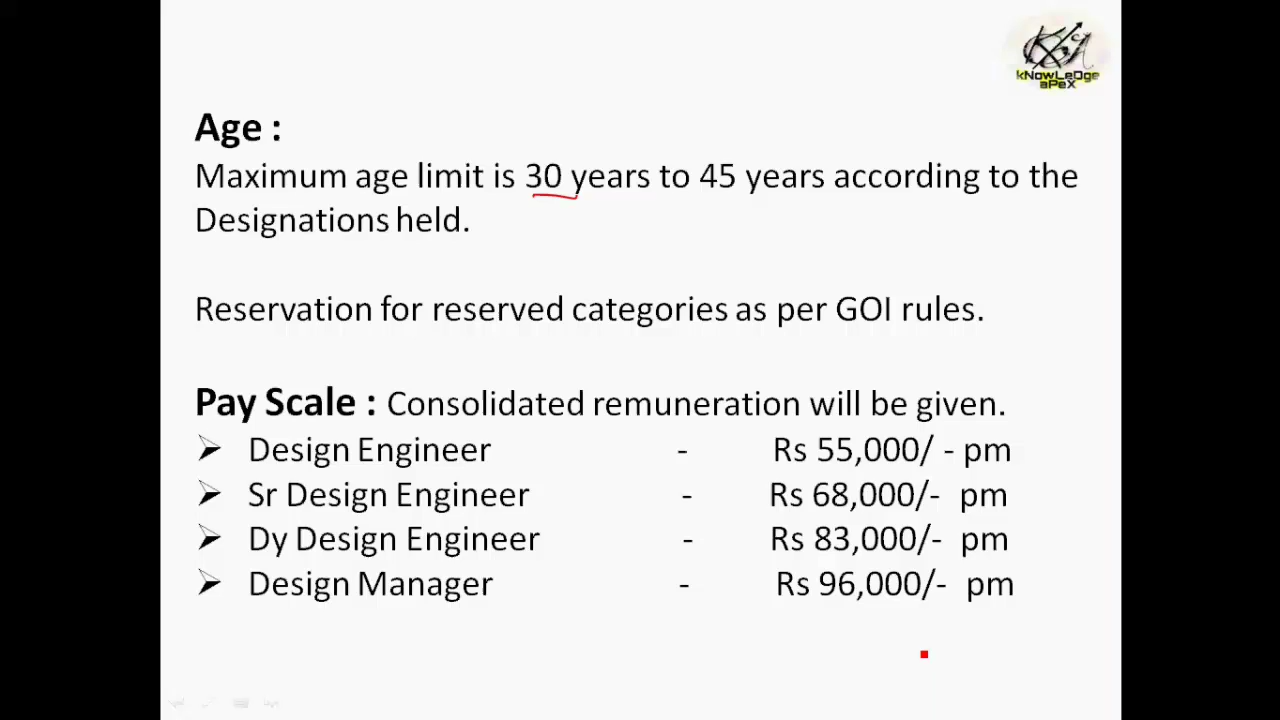 kNowLeDge
aPeX
Age :
Maximum age limit is 30 years to 45 years according to the
Designations held.
Reservation for reserved categories as per GOI rules.
Pay Scale : Consolidated remuneration will be given.
➢ Design Engineer - Rs 55,000/ - pm
➢ Sr Design Engineer - Rs 68,000/- pm
➢ Dy Design Engineer - Rs 83,000/- pm
➢ Design Manager - Rs 96,000/- pm